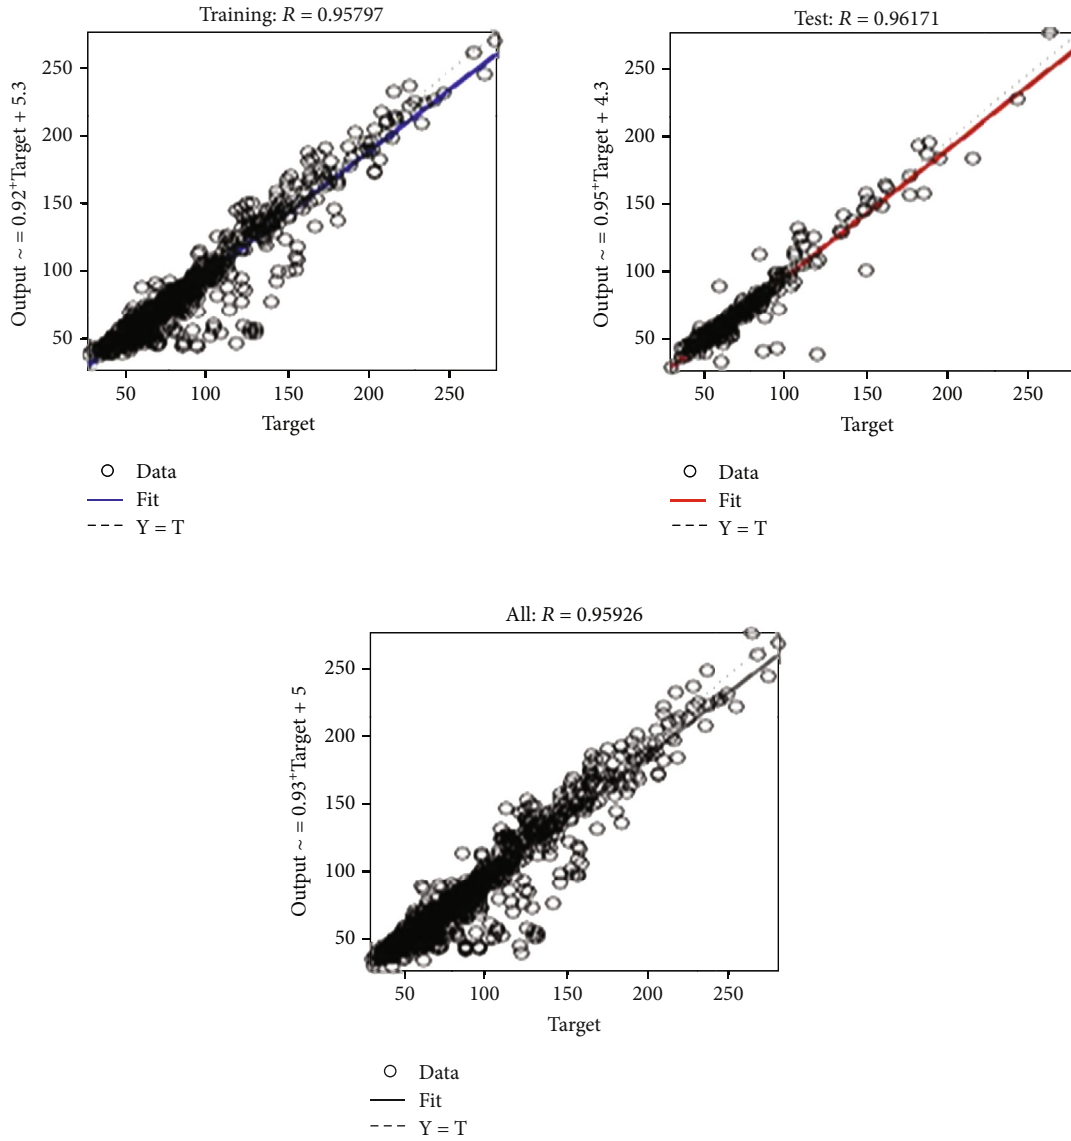 Training: R = 0.95797
Output ~ = 0.92⁺Target + 5.3
250
200
150
100
50
50 100 150 200 250
Target
Data
Fit
Y = T
Test: R = 0.96171
Output ~ = 0.95⁺Target + 4.3
250
200
150
100
50
50 100 150 200 250
Target
Data
Fit
Y = T
All: R = 0.95926
Output ~ = 0.93⁺Target + 5
250
200
150
100
50
50 100 150 200 250
Target
Data
Fit
Y = T